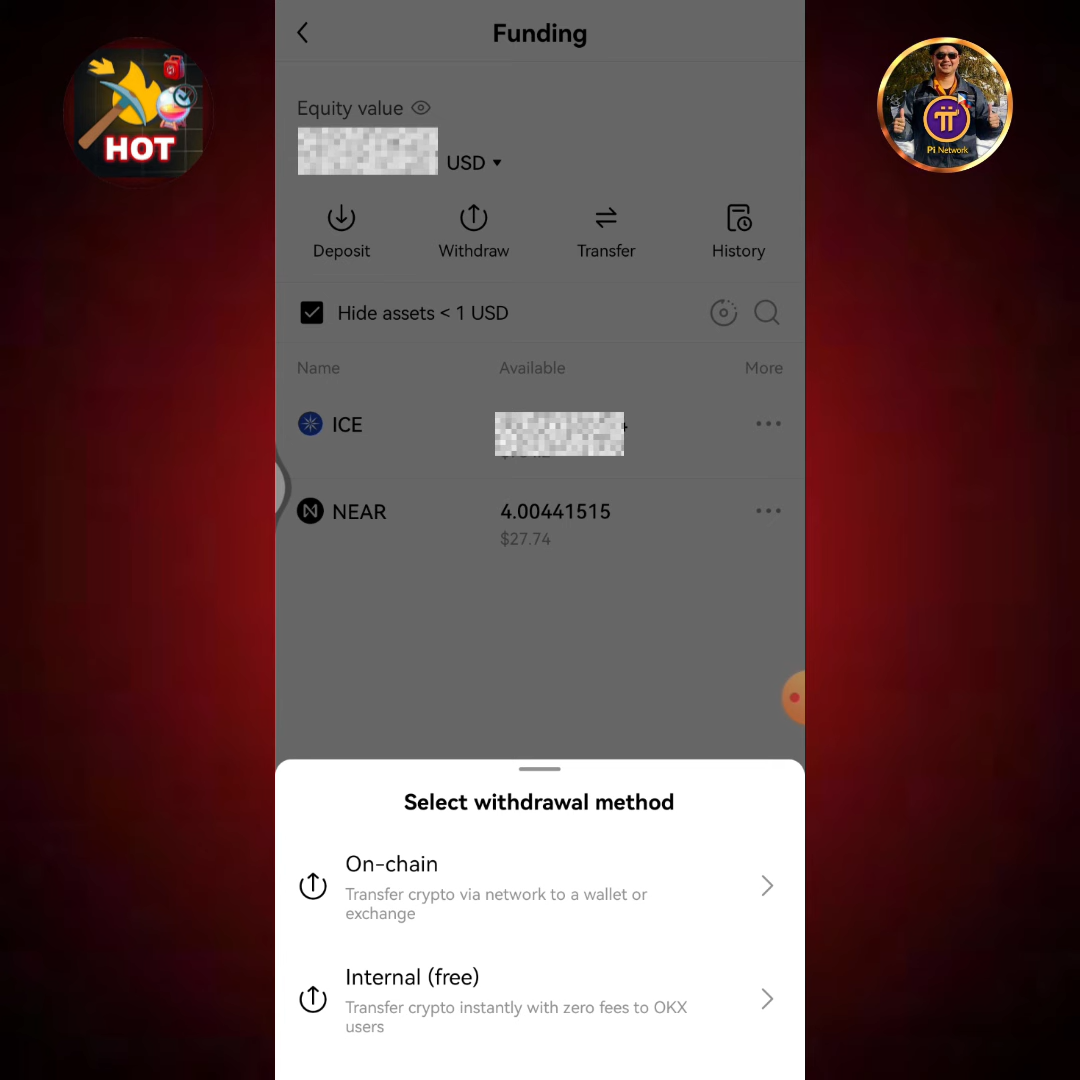 Funding
HOT
Pi Network
Equity value
USD
Deposit
Withdraw
Transfer
History
Hide assets < 1 USD
Name
Available
More
ICE
NEAR
4.00441515
$27.74
Select withdrawal method
On-chain
Transfer crypto via network to a wallet or
exchange
Internal (free)
Transfer crypto instantly with zero fees to OKX
users